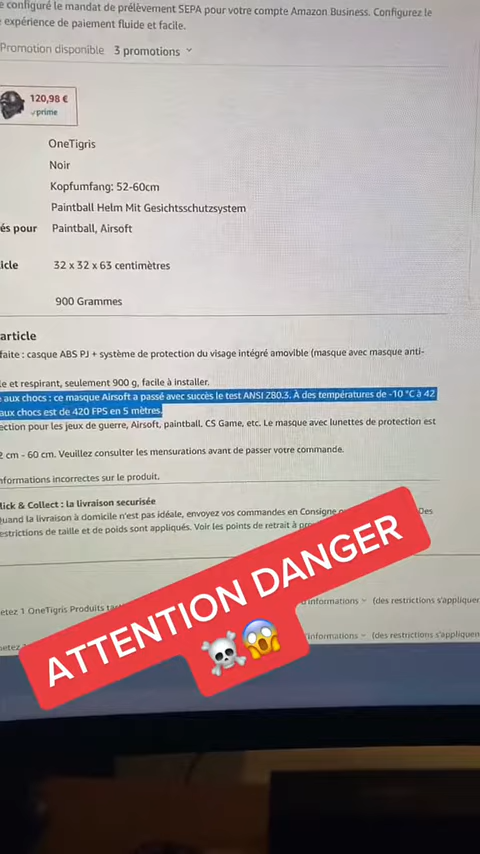 configuré le mandat de prélèvement SEPA pour votre compte Amazon Business. Configurez le
expérience de paiement fluide et facile.
Promotion disponible 3 promotions
120,98 €
prime
OneTigris
Noir
Kopfumfang: 52-60cm
Paintball Helm Mit Gesichtsschutzsystem
és pour Paintball, Airsoft
icle 32 x 32 x 63 centimètres
900 Grammes
article
faite : casque ABS PJ + système de protection du visage intégré amovible (masque avec masque anti-
le et respirant, seulement 900 g, facile à installer.
aux chocs : ce masque Airsoft a passé avec succès le test ANSI Z80.3. À des températures de -10 °C à 42
aux chocs est de 420 FPS en 5 mètres.
ection pour les jeux de guerre, Airsoft, paintball, CS Game, etc. Le masque avec lunettes de protection est
cm - 60 cm. Veuillez consulter les mensurations avant de passer votre commande.
nformations incorrectes sur le produit.
lick & Collect : la livraison securisée
uand la livraison à domicile n'est pas idéale, envoyez vos commandes en Consigne Des
estrictions de taille et de poids sont appliqués. Voir les points de retrait à
etez 1 OneTigris Produits d'informations (des restrictions s'appliquen
'informations (des restrictions s'appliquen
ATTENTION DANGER